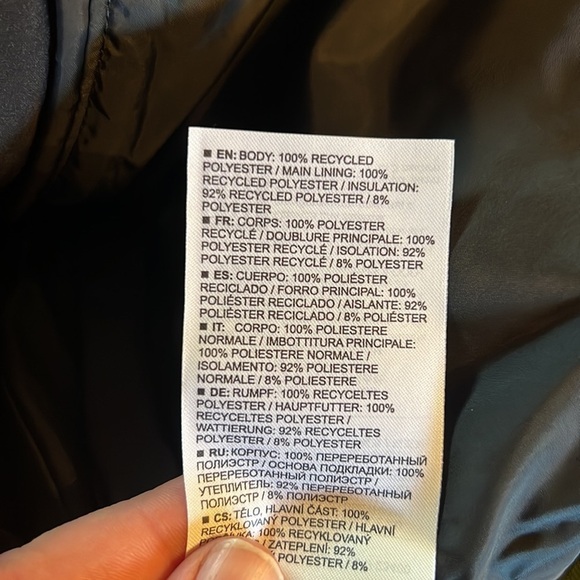 ■ EN: BODY: 100% RECYCLED
POLYESTER / MAIN LINING: 100%
RECYCLED POLYESTER / INSULATION:
92% RECYCLED POLYESTER / 8%
POLYESTER
■ FR: CORPS: 100% POLYESTER
RECYCLÉ / DOUBLURE PRINCIPALE: 100%
POLYESTER RECYCLÉ / ISOLATION: 92%
POLYESTER RECYCLÉ / 8% POLYESTER
■ ES: CUERPO: 100% POLIÉSTER
RECICLADO / FORRO PRINCIPAL: 100%
POLIÉSTER RECICLADO / AISLANTE: 92%
POLIÉSTER RECICLADO / 8% POLIÉSTER
■ IT: CORPO: 100% POLIESTERE
NORMALE / IMBOTTITURA PRINCIPALE:
100% POLIESTERE NORMALE /
ISOLAMENTO: 92% POLIESTERE
NORMALE / 8% POLIESTERE
■ DE: RUMPF: 100% RECYCELTES
POLYESTER / HAUPTFUTTER: 100%
RECYCELTES POLYESTER /
WATTIERUNG: 92% RECYCELTES
POLYESTER / 8% POLYESTER
■ RU: КОРПУС: 100% ПЕРЕРЕБОТАННЫЙ
ПОЛИЭСТР / ОСНОВА ПОДКЛАДКИ: 100%
ПЕРЕРЕБОТАННЫЙ ПОЛИЭСТР /
УТЕПЛИТЕЛЬ: 92% ПЕРЕРЕБОТАННЫЙ
ПОЛИЭСТР / 8% ПОЛИЭСТР
■ CS: TĚLO, HLAVNÍ ČÁST: 100%
RECYKLOVANÝ POLYESTER / HLAVNÍ
100% RECYKLOVANÝ
/ ZATEPLENÍ: 92%
POLYESTER / 8%